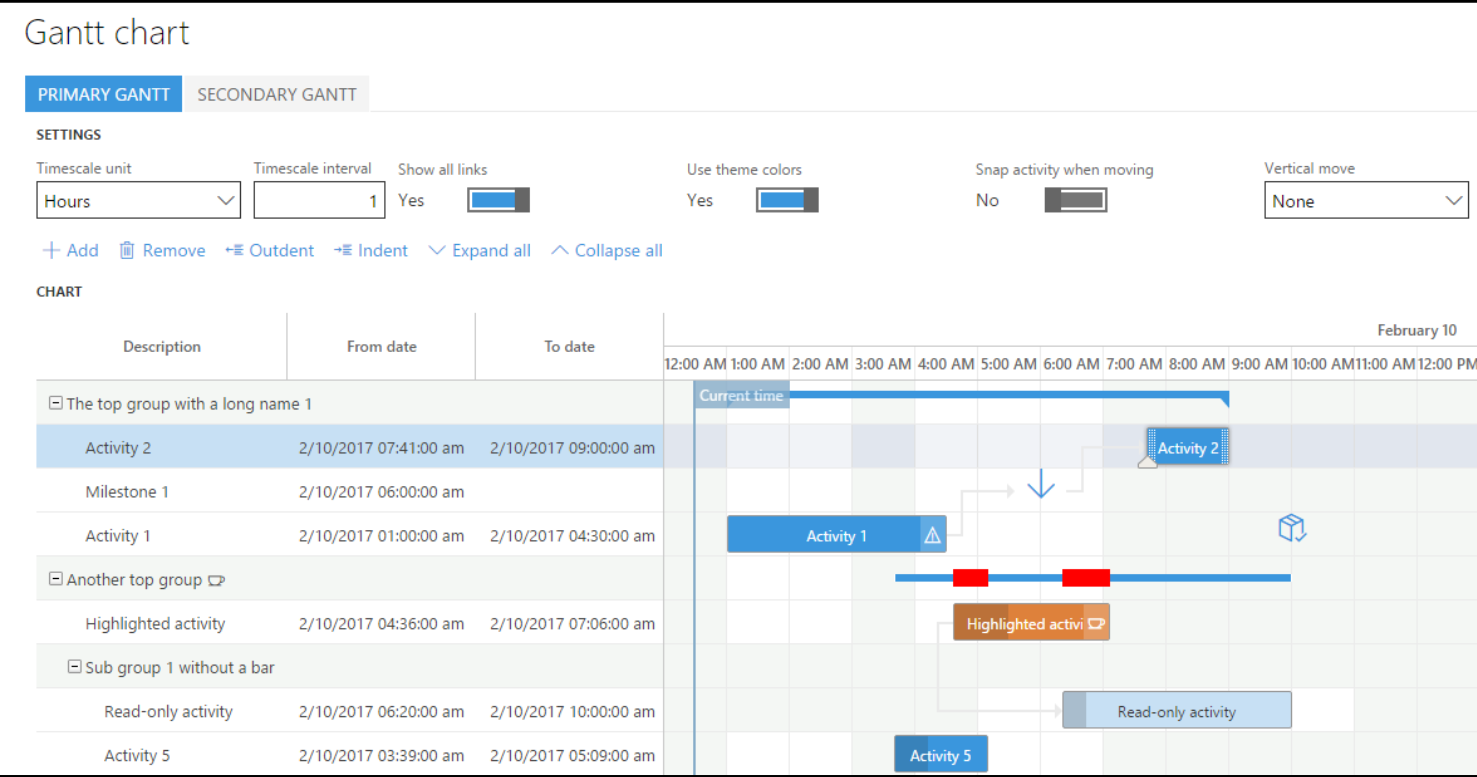 Gantt chart
PRIMARY GANTT SECONDARY GANTT
SETTINGS
Timescale unit Timescale interval Show all links Use theme colors Snap activity when moving Vertical move
Hours 1 Yes Yes No None
Add Remove Outdent Indent Expand all Collapse all
CHART
February 10
Description From date To date
12:00 AM 1:00 AM 2:00 AM 3:00 AM 4:00 AM 5:00 AM 6:00 AM 7:00 AM 8:00 AM 9:00 AM 10:00 AM 11:00 AM 12:00 PM
The top group with a long name 1 Current time
Activity 2 2/10/2017 07:41:00 am 2/10/2017 09:00:00 am Activity 2
Milestone 1 2/10/2017 06:00:00 am
Activity 1 2/10/2017 01:00:00 am 2/10/2017 04:30:00 am Activity 1
Another top group
Highlighted activity 2/10/2017 04:36:00 am 2/10/2017 07:06:00 am Highlighted activi
Sub group 1 without a bar
Read-only activity 2/10/2017 06:20:00 am 2/10/2017 10:00:00 am Read-only activity
Activity 5 2/10/2017 03:39:00 am 2/10/2017 05:09:00 am Activity 5